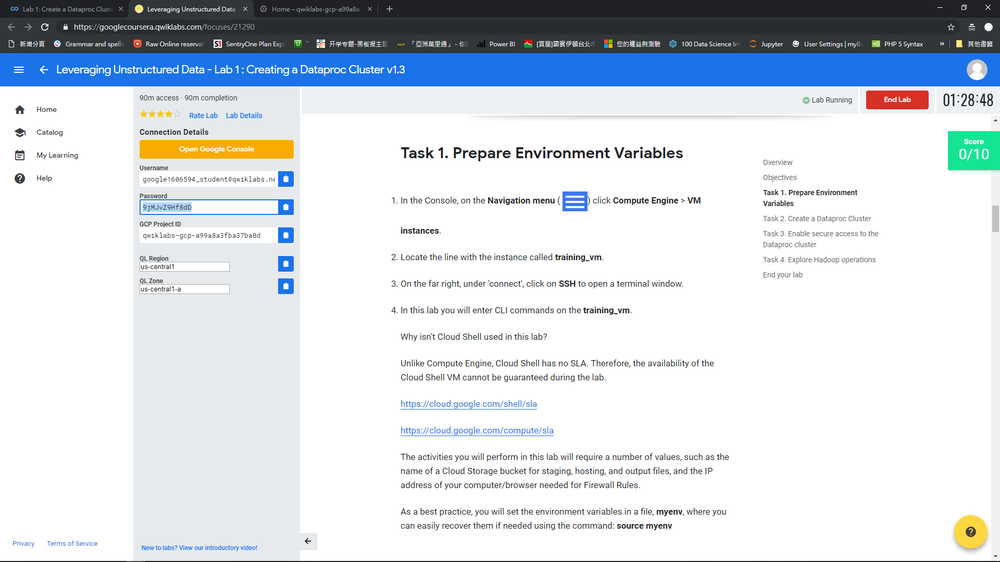 Lab 1: Create a Dataproc Cluste
Leveraging Unstructured Data
Home – qwiklabs-gcp-a99a8a
https://googlecoursera.qwiklabs.com/focuses/21290
新增分頁
Grammar and spell
Raw Online reserva
SentryOne Plan Expl
开学专题-黑板报主题
「亞洲萬里通」 - 你
Power BI
[買屋]國賓伊頓台北市
您的權益與測驗
100 Data Science Int
Jupyter
User Settings | myBa
PHP 5 Syntax
»
其他書籤
Leveraging Unstructured Data - Lab 1 : Creating a Dataproc Cluster v1.3
Home
Catalog
My Learning
Help
Privacy
Terms of Service
90m access · 90m completion
Rate Lab
Lab Details
Connection Details
Open Google Console
Username
google1606594_student@qwiklabs.ne
Password
9jMJvZ9Hf8dD
GCP Project ID
qwiklabs-gcp-a99a8a3fba37ba0d
QL Region
us-central1
QL Zone
us-central1-a
New to labs? View our introductory video!
Lab Running
End Lab
01:28:48
Score
0/10
Task 1. Prepare Environment Variables
1. In the Console, on the Navigation menu ( ) click Compute Engine > VM
instances.
2. Locate the line with the instance called training_vm.
3. On the far right, under 'connect', click on SSH to open a terminal window.
4. In this lab you will enter CLI commands on the training_vm.
Why isn't Cloud Shell used in this lab?
Unlike Compute Engine, Cloud Shell has no SLA. Therefore, the availability of the
Cloud Shell VM cannot be guaranteed during the lab.
https://cloud.google.com/shell/sla
https://cloud.google.com/compute/sla
The activities you will perform in this lab will require a number of values, such as the
name of a Cloud Storage bucket for staging, hosting, and output files, and the IP
address of your computer/browser needed for Firewall Rules.
As a best practice, you will set the environment variables in a file, myenv, where you
can easily recover them if needed using the command: source myenv
Overview
Objectives
Task 1. Prepare Environment
Variables
Task 2. Create a Dataproc Cluster
Task 3. Enable secure access to the
Dataproc cluster
Task 4. Explore Hadoop operations
End your lab